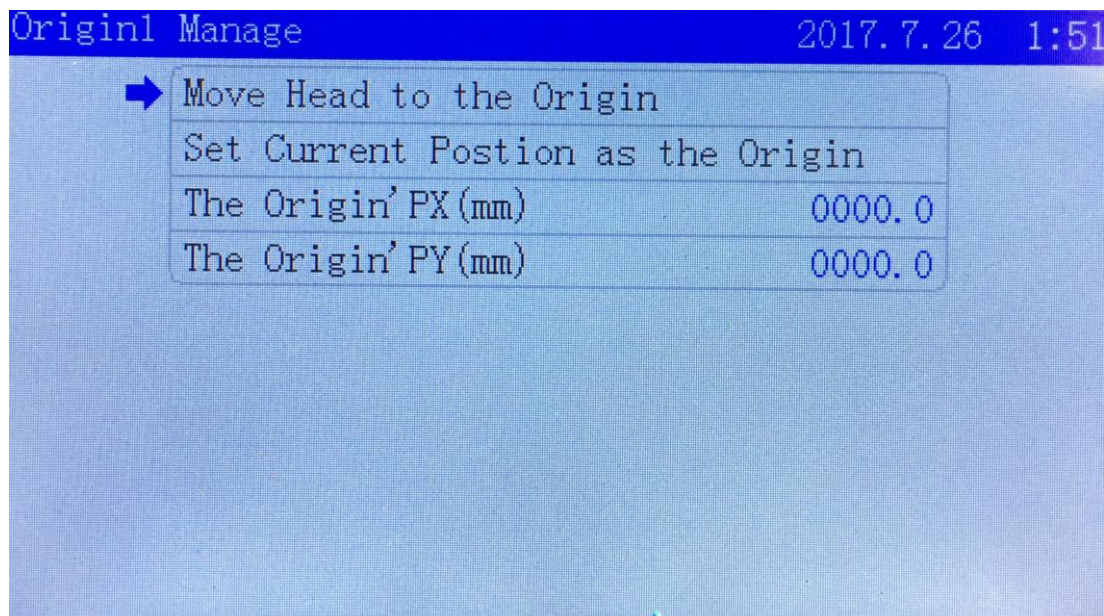 Origin1 Manage 2017.7.26 1:51
Move Head to the Origin
Set Current Postion as the Origin
The Origin'PX(mm) 0000.0
The Origin'PY(mm) 0000.0